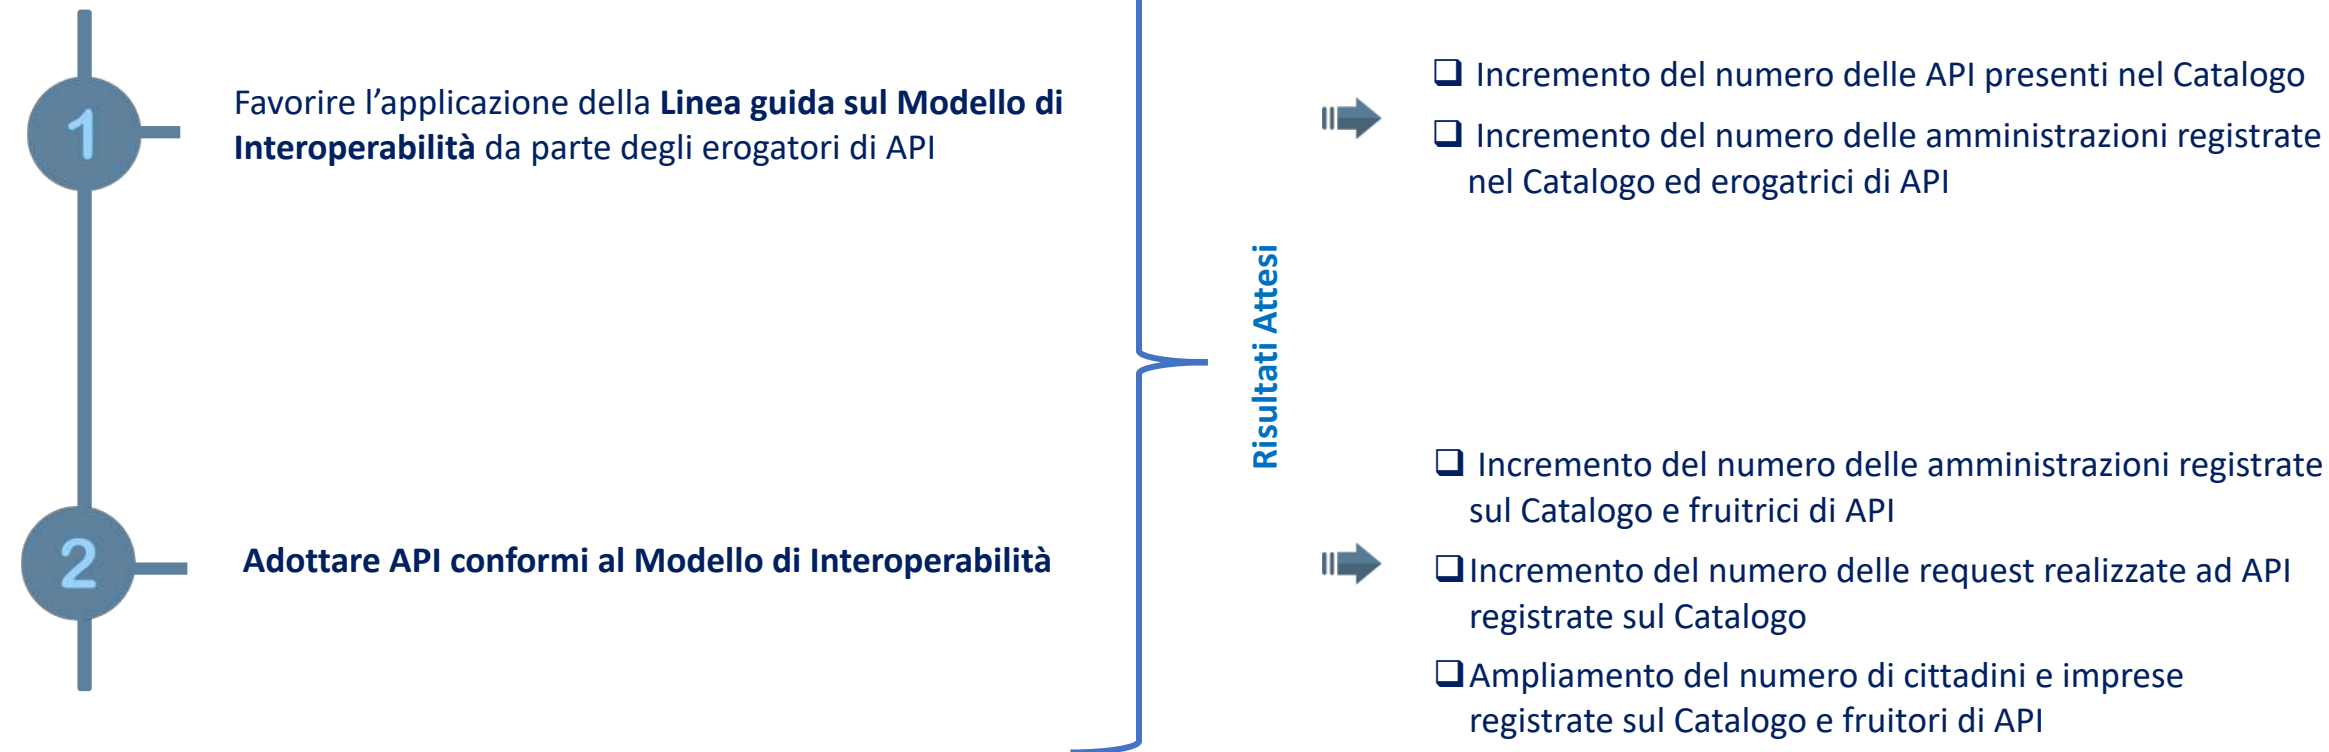 1
Favorire l’applicazione della Linea guida sul Modello di
Interoperabilità da parte degli erogatori di API
Risultati Attesi
❑ Incremento del numero delle API presenti nel Catalogo
❑ Incremento del numero delle amministrazioni registrate
nel Catalogo ed erogatrici di API
2
Adottare API conformi al Modello di Interoperabilità
❑ Incremento del numero delle amministrazioni registrate
sul Catalogo e fruitrici di API
❑Incremento del numero delle request realizzate ad API
registrate sul Catalogo
❑Ampliamento del numero di cittadini e imprese
registrate sul Catalogo e fruitori di API